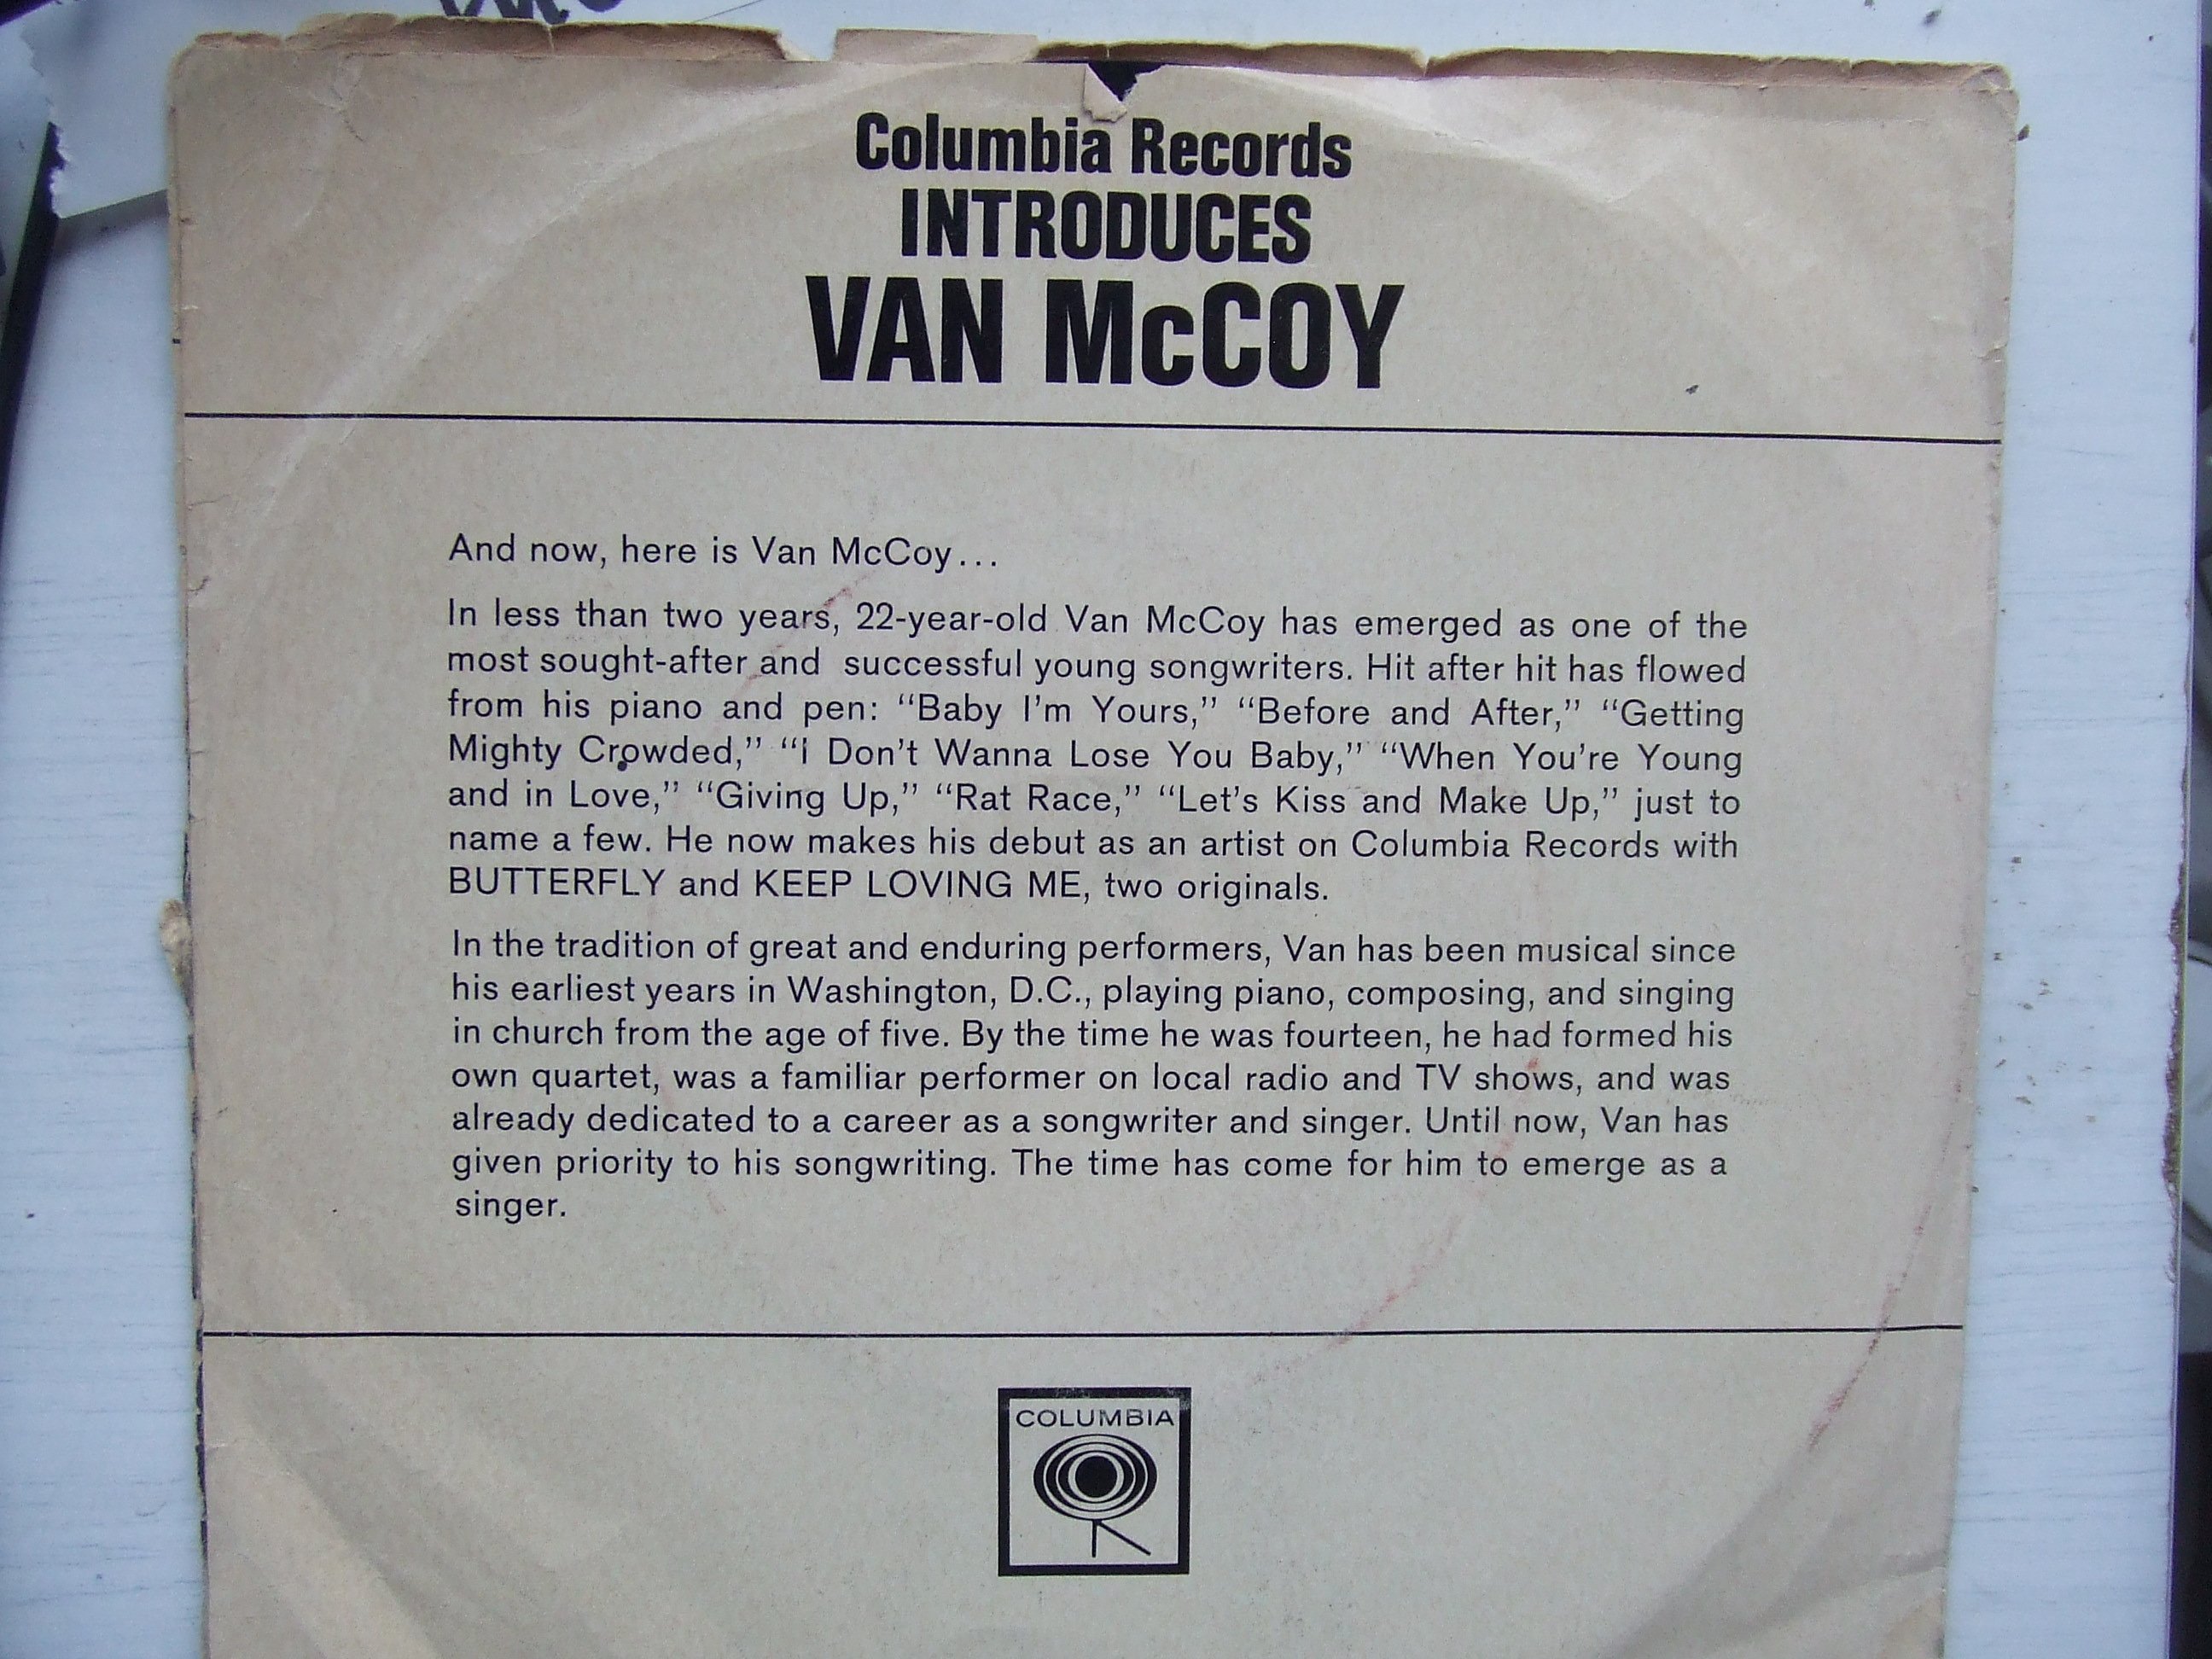 Columbia Records
INTRODUCES
VAN McCOY
And now, here is Van McCoy...
In less than two years, 22-year-old Van McCoy has emerged as one of the
most sought-after and successful young songwriters. Hit after hit has flowed
from his piano and pen: “Baby I’m Yours,” “Before and After,” “Getting
Mighty Crowded,” “I Don’t Wanna Lose You Baby,” “When You’re Young
and in Love,” “Giving Up,” “Rat Race,” “Let’s Kiss and Make Up,” just to
name a few. He now makes his debut as an artist on Columbia Records with
BUTTERFLY and KEEP LOVING ME, two originals.
In the tradition of great and enduring performers, Van has been musical since
his earliest years in Washington, D.C., playing piano, composing, and singing
in church from the age of five. By the time he was fourteen, he had formed his
own quartet, was a familiar performer on local radio and TV shows, and was
already dedicated to a career as a songwriter and singer. Until now, Van has
given priority to his songwriting. The time has come for him to emerge as a
singer.
COLUMBIA